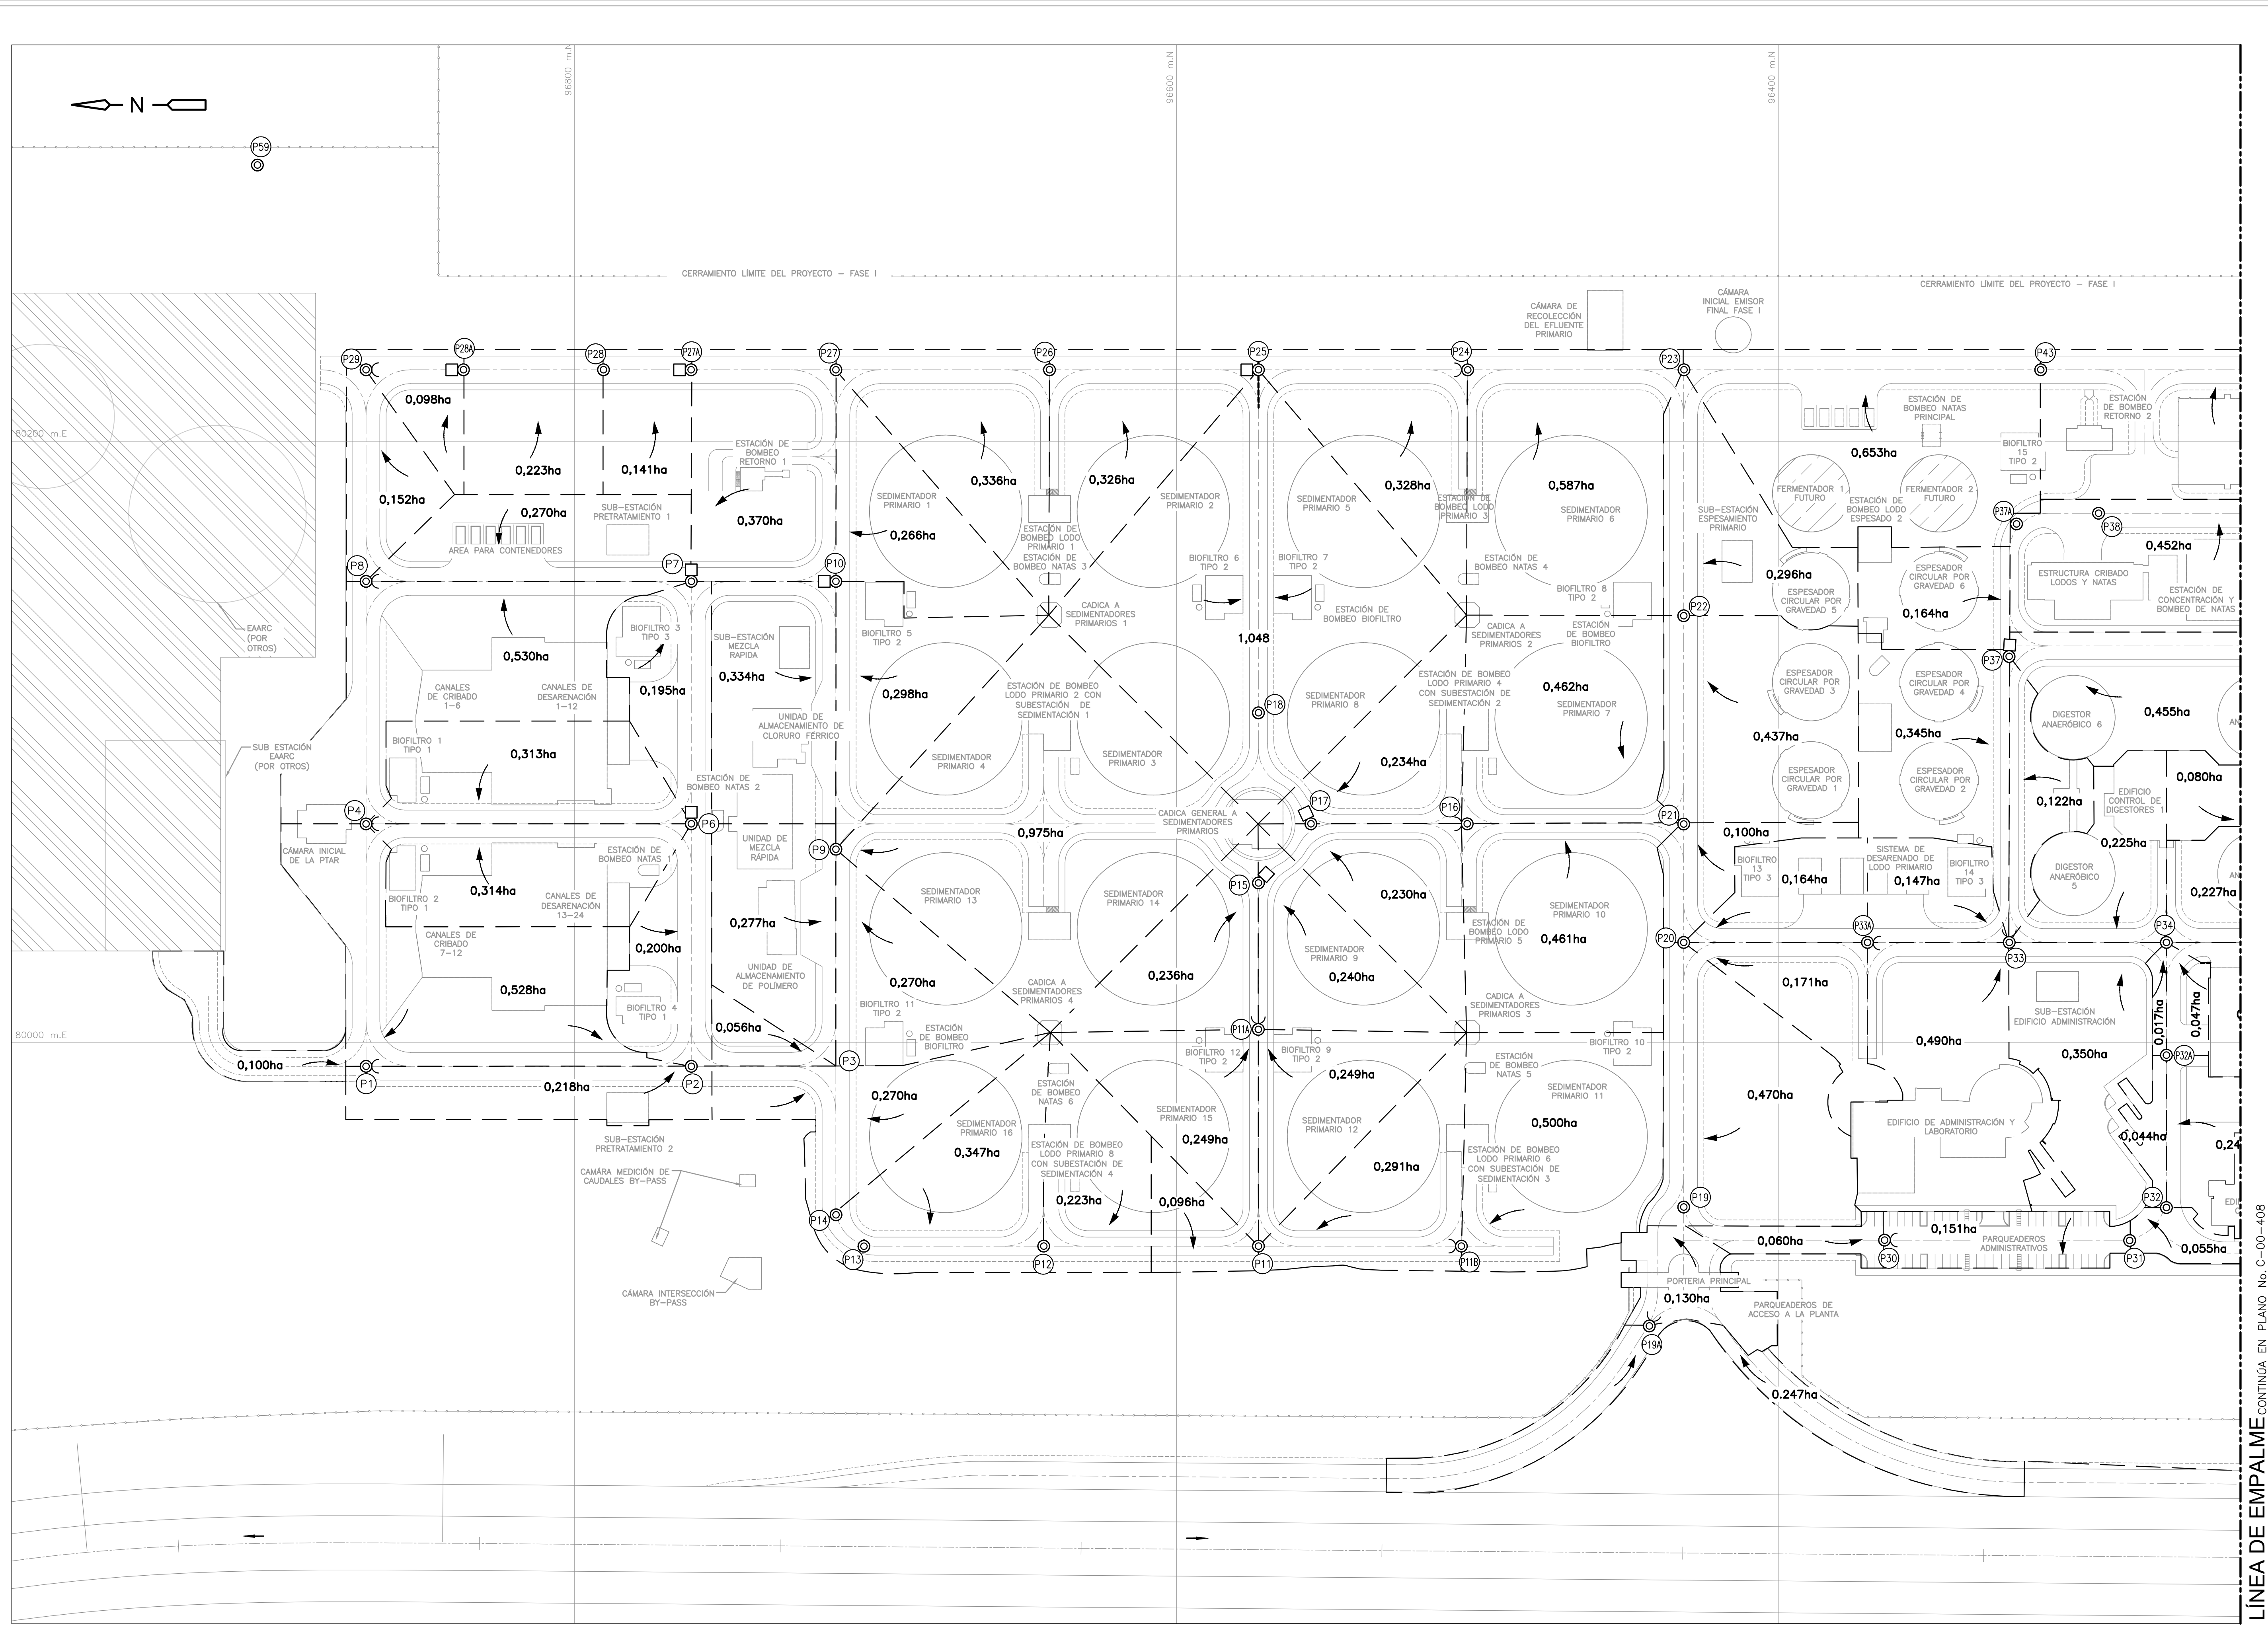 96800 m.N
96600 m.N
96400 m.N
N
P59
CERRAMIENTO LÍMITE DEL PROYECTO – FASE I
CERRAMIENTO LÍMITE DEL PROYECTO – FASE I
CÁMARA DE
RECOLECCIÓN
DEL EFLUENTE
PRIMARIO
CÁMARA
INICIAL EMISOR
FINAL FASE I
P29
P28A
P28
P27A
P27
P26
P25
P24
P23
P43
80200 m.E
0,098ha
0,223ha
0,141ha
0,152ha
0,270ha
0,370ha
ESTACIÓN DE
BOMBEO
RETORNO 1
SUB-ESTACIÓN
PRETRATAMIENTO 1
AREA PARA CONTENEDORES
0,336ha
0,326ha
0,328ha
0,587ha
0,653ha
SEDIMENTADOR
PRIMARIO 1
SEDIMENTADOR
PRIMARIO 2
SEDIMENTADOR
PRIMARIO 5
SEDIMENTADOR
PRIMARIO 6
0,266ha
ESTACIÓN DE
BOMBEO LODO
PRIMARIO 1
ESTACIÓN DE
BOMBEO NATAS 3
ESTACIÓN DE
BOMBEO LODO
PRIMARIO 3
ESTACIÓN DE
BOMBEO NATAS 4
ESTACIÓN DE
BOMBEO NATAS
PRINCIPAL
ESTACIÓN
DE BOMBEO
RETORNO 2
BIOFILTRO
15
TIPO 2
FERMENTADOR 1
FUTURO
FERMENTADOR 2
FUTURO
ESTACIÓN DE
BOMBEO LODO
ESPESADO 2
SUB-ESTACIÓN
ESPESAMIENTO
PRIMARIO
P37A
P38
0,452ha
P8
P7
P10
BIOFILTRO 5
TIPO 2
BIOFILTRO 6
TIPO 2
BIOFILTRO 7
TIPO 2
BIOFILTRO 8
TIPO 2
CADICA A
SEDIMENTADORES
PRIMARIOS 1
ESTACIÓN DE
BOMBEO BIOFILTRO
CADICA A
SEDIMENTADORES
PRIMARIOS 2
ESTACIÓN
DE BOMBEO
BIOFILTRO
P22
0,296ha
ESPESADOR
CIRCULAR POR
GRAVEDAD 5
ESPESADOR
CIRCULAR POR
GRAVEDAD 6
0,164ha
ESTRUCTURA CRIBADO
LODOS Y NATAS
ESTACIÓN DE
CONCENTRACIÓN Y
BOMBEO DE NATAS
EAARC
(POR
OTROS)
BIOFILTRO 3
TIPO 3
SUB-ESTACIÓN
MEZCLA
RAPIDA
0,530ha
0,195ha
0,334ha
1,048
P37
CANALES
DE CRIBADO
1-6
CANALES DE
DESARENACIÓN
1-12
0,298ha
ESTACIÓN DE BOMBEO
LODO PRIMARIO 2 CON
SUBESTACIÓN DE
SEDIMENTACIÓN 1
P18
SEDIMENTADOR
PRIMARIO 8
ESTACIÓN DE BOMBEO
LODO PRIMARIO 4
CON SUBESTACIÓN DE
SEDIMENTACIÓN 2
0,462ha
SEDIMENTADOR
PRIMARIO 7
ESPESADOR
CIRCULAR POR
GRAVEDAD 3
ESPESADOR
CIRCULAR POR
GRAVEDAD 4
DIGESTOR
ANAERÓBICO 6
0,455ha
AN
UNIDAD DE
ALMACENAMIENTO DE
CLORURO FÉRRICO
0,437ha
0,345ha
SUB ESTACIÓN
EAARC
(POR OTROS)
BIOFILTRO 1
TIPO 1
0,313ha
SEDIMENTADOR
PRIMARIO 4
SEDIMENTADOR
PRIMARIO 3
0,234ha
ESPESADOR
CIRCULAR POR
GRAVEDAD 1
ESPESADOR
CIRCULAR POR
GRAVEDAD 2
0,080ha
ESTACIÓN DE
BOMBEO NATAS 2
0,122ha
EDIFICIO
CONTROL DE
DIGESTORES 1
P4
P6
CADICA GENERAL A
SEDIMENTADORES
PRIMARIOS
P17
P16
P21
0,975ha
0,100ha
0,225ha
CÁMARA INICIAL
DE LA PTAR
ESTACIÓN DE
BOMBEO NATAS 1
UNIDAD DE
MEZCLA
RÁPIDA
P9
BIOFILTRO
13
TIPO 3
SISTEMA DE
DESARENADO DE
LODO PRIMARIO
BIOFILTRO
14
TIPO 3
DIGESTOR
ANAERÓBICO
5
AN
0,314ha
BIOFILTRO 2
TIPO 1
CANALES DE
DESARENACIÓN
13-24
SEDIMENTADOR
PRIMARIO 13
SEDIMENTADOR
PRIMARIO 14
P15
0,230ha
0,164ha
0,147ha
0,227ha
0,277ha
SEDIMENTADOR
PRIMARIO 10
CANALES DE
CRIBADO
7-12
0,200ha
ESTACIÓN DE
BOMBEO LODO
PRIMARIO 5
0,461ha
P20
P33A
P33
P34
SEDIMENTADOR
PRIMARIO 9
0,528ha
UNIDAD DE
ALMACENAMIENTO
DE POLÍMERO
0,270ha
0,236ha
0,240ha
0,171ha
CADICA A
SEDIMENTADORES
PRIMARIOS 4
CADICA A
SEDIMENTADORES
PRIMARIOS 3
SUB-ESTACIÓN
EDIFICIO ADMINISTRACIÓN
BIOFILTRO 4
TIPO 1
BIOFILTRO 11
TIPO 2
0,056ha
ESTACIÓN
DE BOMBEO
BIOFILTRO
P11A
80000 m.E
0,017ha
0,047ha
0,490ha
0,350ha
BIOFILTRO 12
TIPO 2
BIOFILTRO 9
TIPO 2
BIOFILTRO 10
TIPO 2
P32A
0,100ha
P1
0,218ha
P2
P3
0,249ha
ESTACIÓN
DE BOMBEO
NATAS 5
0,270ha
ESTACIÓN
DE BOMBEO
NATAS 6
SEDIMENTADOR
PRIMARIO 11
0,470ha
SEDIMENTADOR
PRIMARIO 16
SEDIMENTADOR
PRIMARIO 15
SEDIMENTADOR
PRIMARIO 12
0,500ha
EDIFICIO DE ADMINISTRACIÓN Y
LABORATORIO
0,044ha
0,24
SUB-ESTACIÓN
PRETRATAMIENTO 2
0,347ha
0,249ha
ESTACIÓN DE BOMBEO
LODO PRIMARIO 8
CON SUBESTACIÓN DE
SEDIMENTACIÓN 4
0,291ha
ESTACIÓN DE BOMBEO
LODO PRIMARIO 6
CON SUBESTACIÓN DE
SEDIMENTACIÓN 3
CAMÁRA MEDICIÓN DE
CAUDALES BY-PASS
0,223ha
0,096ha
P19
P32
EDI
P14
P13
P12
P11
P11B
0,060ha
P30
0,151ha
PARQUEADEROS
ADMINISTRATIVOS
P31
0,055ha
CÁMARA INTERSECCIÓN
BY-PASS
PORTERIA PRINCIPAL
0,130ha
PARQUEADEROS DE
ACCESO A LA PLANTA
P19A
0.247ha
LÍNEA DE EMPALME CONTINÚA EN PLANO No. C-00-408